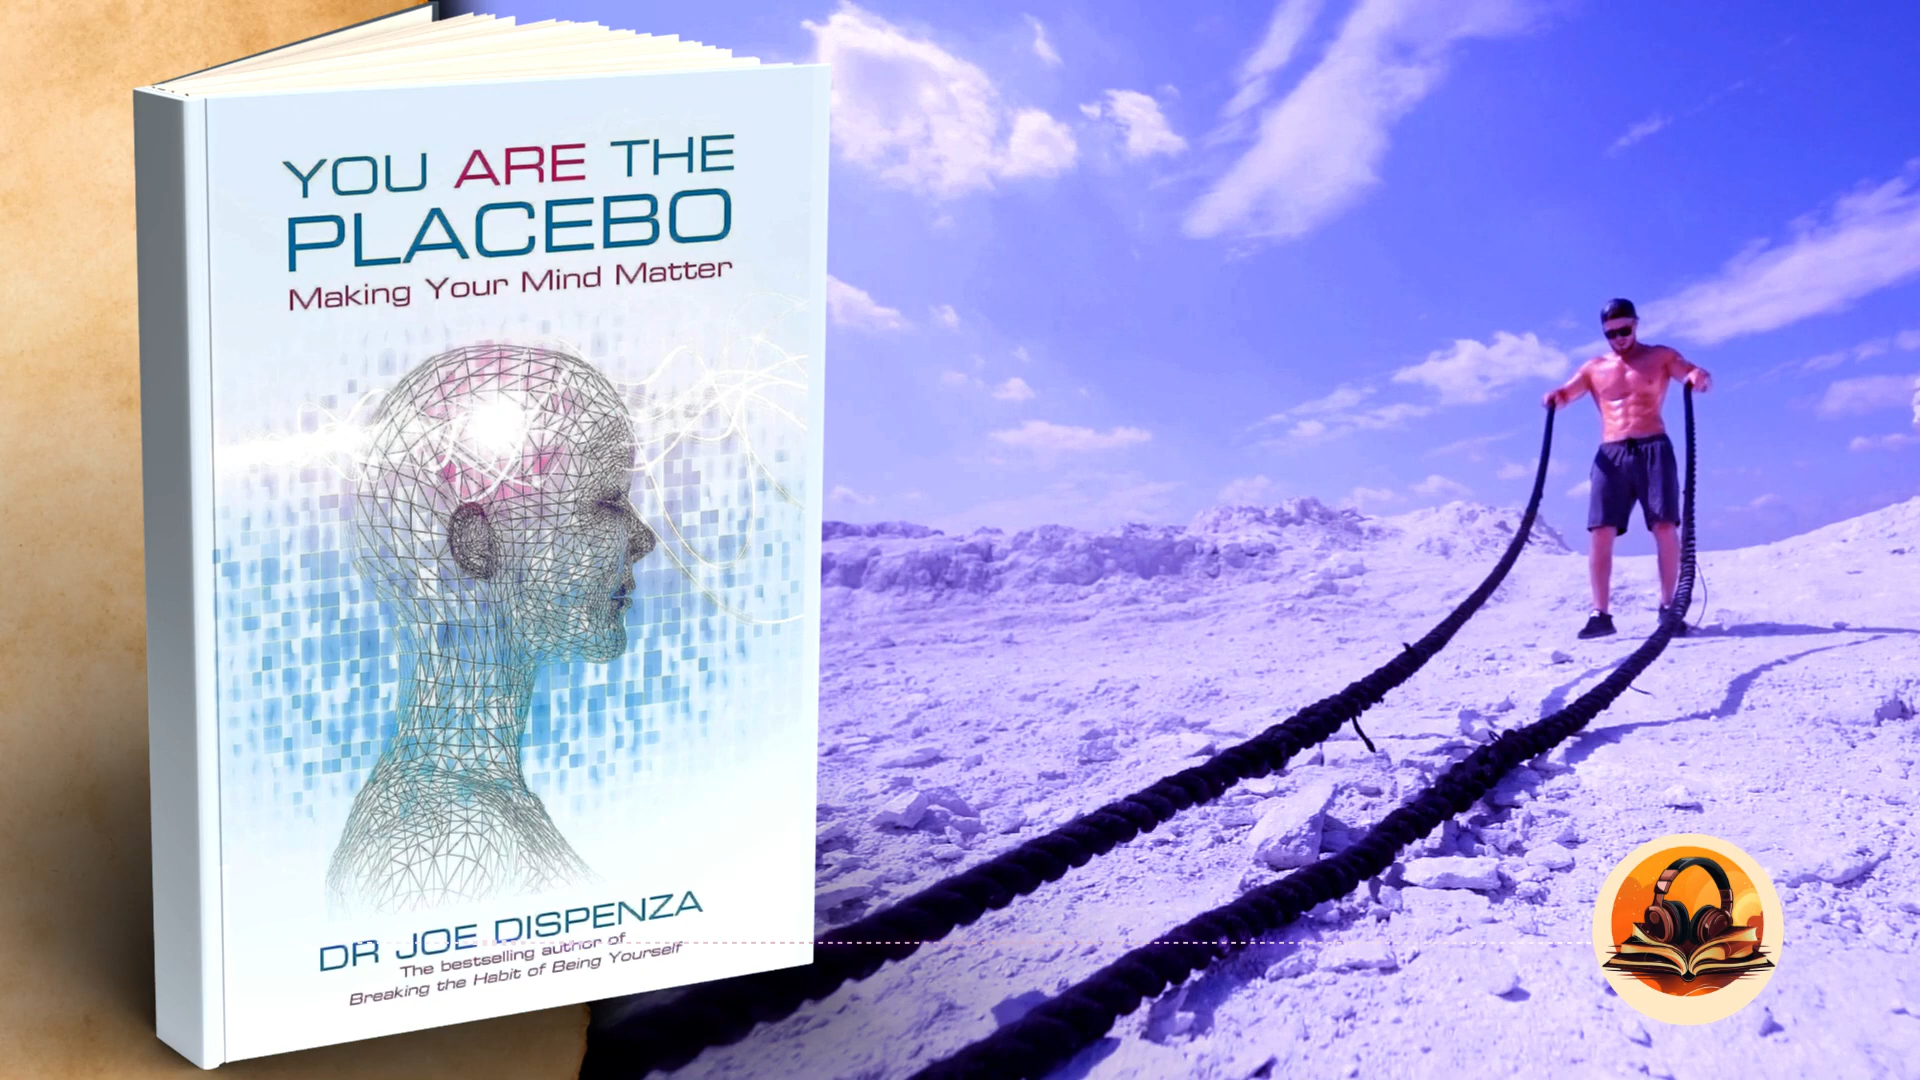 YOU ARE THE
PLACEBO
Making Your Mind Matter
DR JOE DISPENZA
The bestselling author of
Breaking the Habit of Being Yourself